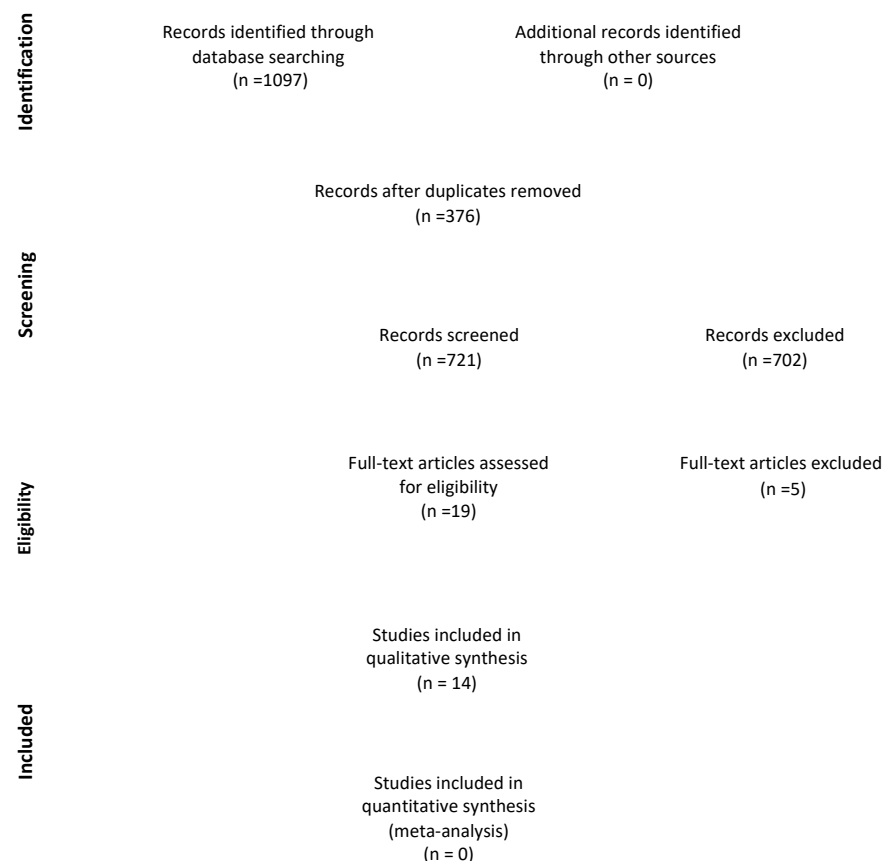 Identification
Records identified through
database searching
(n =1097)
Additional records identified
through other sources
(n = 0)
Records after duplicates removed
(n =376)
Screening
Records screened
(n =721)
Records excluded
(n =702)
Eligibility
Full-text articles assessed
for eligibility
(n =19)
Full-text articles excluded
(n =5)
Studies included in
qualitative synthesis
(n = 14)
Included
Studies included in
quantitative synthesis
(meta-analysis)
(n = 0)